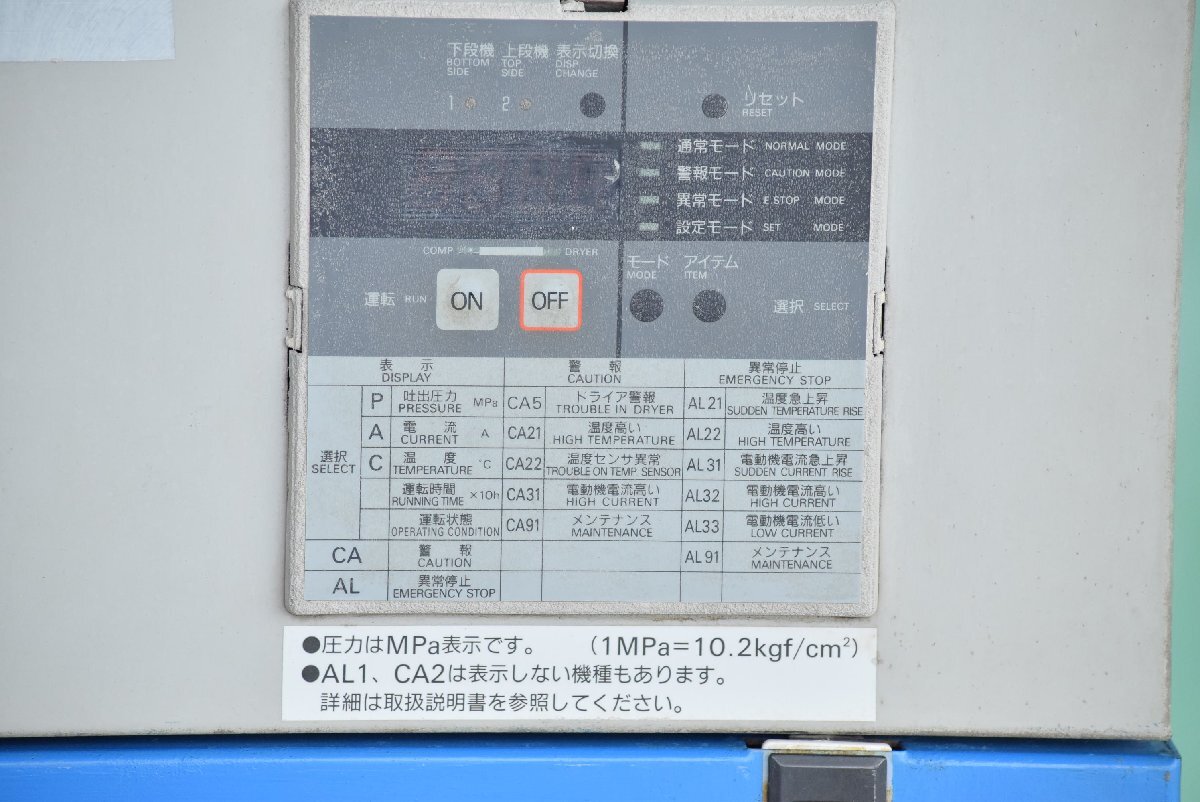 下段機 上段機 表示切換
BOTTOM TOP DISP
SIDE SIDE CHANGE
1 2
リセット
RESET
通常モード NORMAL MODE
警報モード CAUTION MODE
異常モード E STOP MODE
設定モード SET MODE
COMP DRYER
モード アイテム
MODE ITEM
運転 RUN ON OFF 選択 SELECT
表示 警報 異常停止
DISPLAY CAUTION EMERGENCY STOP
選択
SELECT
P 吐出圧力 MPa CA5 ドライア警報 AL21 温度急上昇
PRESSURE TROUBLE IN DRYER SUDDEN TEMPERATURE RISE
A 電流 A CA21 温度高い AL22 温度高い
CURRENT HIGH TEMPERATURE HIGH TEMPERATURE
C 温度 °C CA22 温度センサ異常 AL31 電動機電流急上昇
TEMPERATURE TROUBLE ON TEMP SENSOR SUDDEN CURRENT RISE
運転時間 ×10h CA31 電動機電流高い AL32 電動機電流高い
RUNNING TIME HIGH CURRENT HIGH CURRENT
運転状態 CA91 メンテナンス AL33 電動機電流低い
OPERATING CONDITION MAINTENANCE LOW CURRENT
CA 警報 AL91 メンテナンス
CAUTION MAINTENANCE
AL 異常停止
EMERGENCY STOP
●圧力はMPa表示です。 (1MPa=10.2kgf/cm²)
●AL1、CA2は表示しない機種もあります。
詳細は取扱説明書を参照してください。